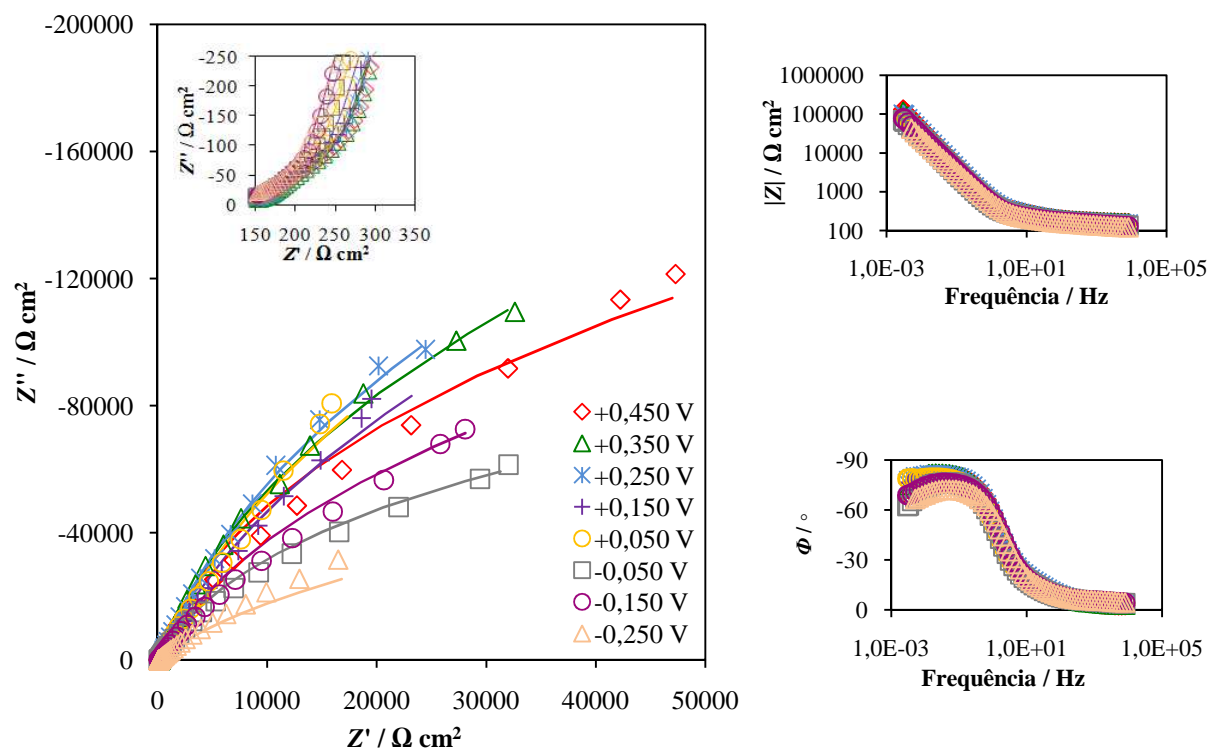 -200000
-160000
-120000
-80000
-40000
0
Z'' / Ω cm²
0 10000 20000 30000 40000 50000
Z' / Ω cm²
-250
-200
-150
-100
-50
0
Z'' / Ω cm²
150 200 250 300 350
Z' / Ω cm²
+0,450 V
+0,350 V
+0,250 V
+0,150 V
+0,050 V
-0,050 V
-0,150 V
-0,250 V
1000000
100000
10000
1000
100
|Z| / Ω cm²
1,0E-03 1,0E+01 1,0E+05
Frequência / Hz
-90
-60
-30
0
Φ / °
1,0E-03 1,0E+01 1,0E+05
Frequência / Hz